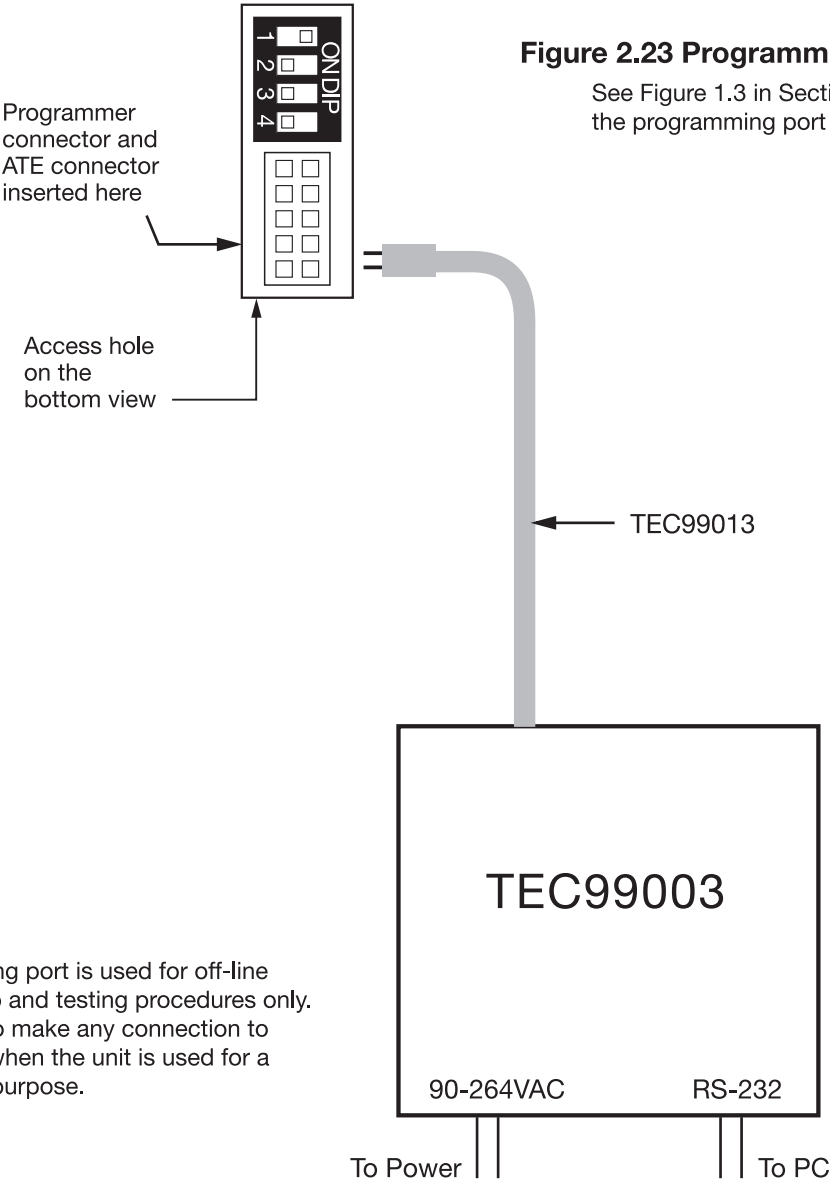 Figure 2.23 Programm
See Figure 1.3 in Secti
the programming port
1
2
3
4
ON DIP
Programmer
connector and
ATE connector
inserted here
Access hole
on the
bottom view
TEC99013
TEC99003
ng port is used for off-line
o and testing procedures only.
o make any connection to
when the unit is used for a
purpose.
90-264VAC
RS-232
To Power
To PC